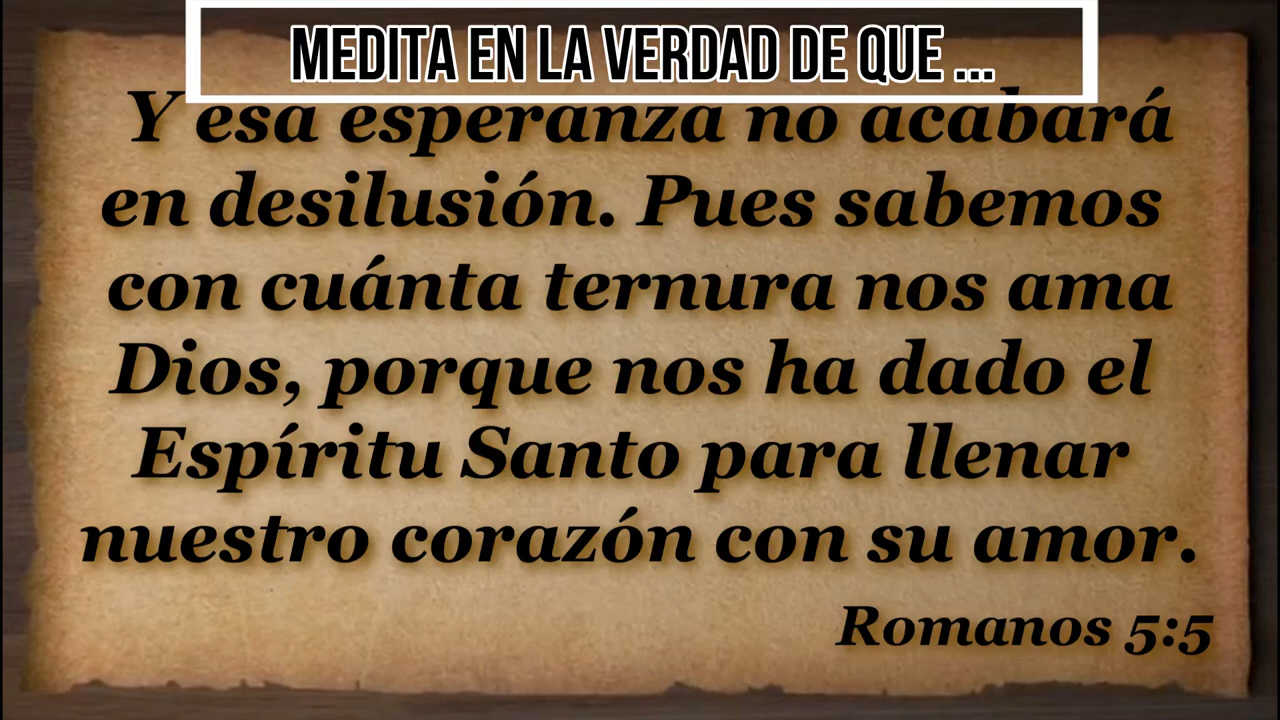 MEDITA EN LA VERDAD DE QUE ...
Y esa esperanza no acabará
en desilusión. Pues sabemos
con cuánta ternura nos ama
Dios, porque nos ha dado el
Espíritu Santo para llenar
nuestro corazón con su amor.
Romanos 5:5